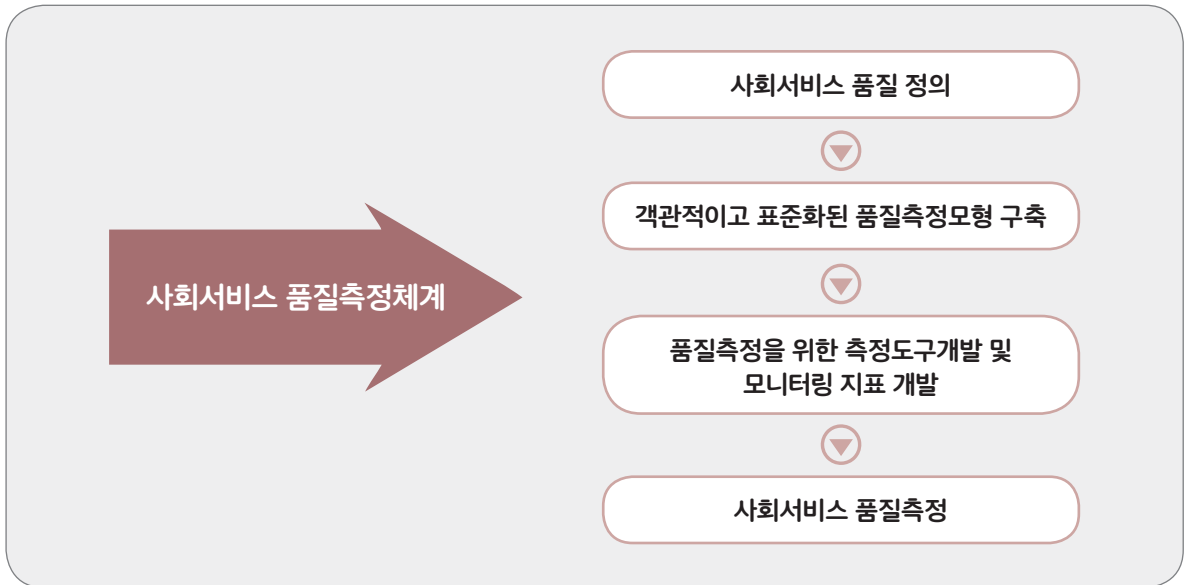 사회서비스 품질측정체계
사회서비스 품질 정의
객관적이고 표준화된 품질측정모형 구축
품질측정을 위한 측정도구개발 및
모니터링 지표 개발
사회서비스 품질측정